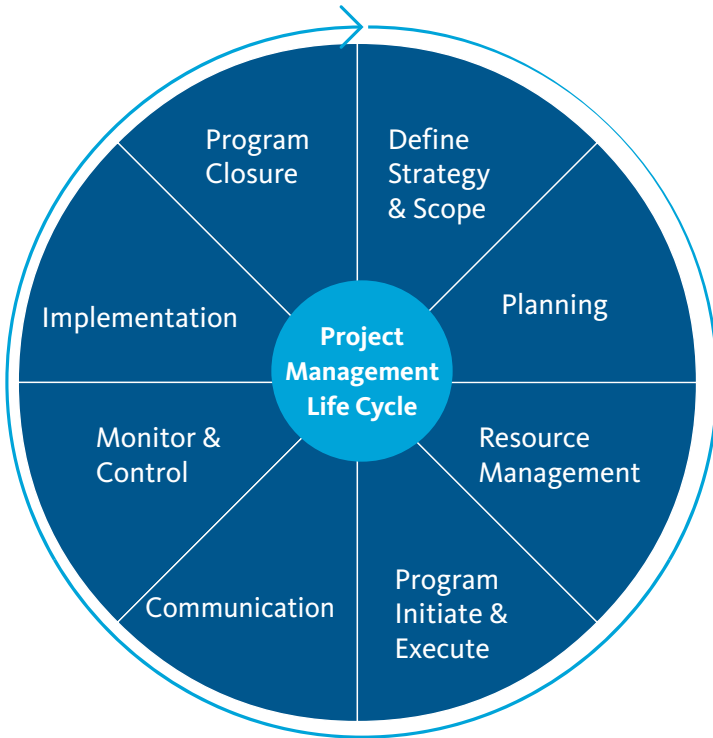 Program
Closure
Define
Strategy
& Scope
Planning
Resource
Management
Program
Initiate &
Execute
Communication
Monitor &
Control
Implementation
Project
Management
Life Cycle